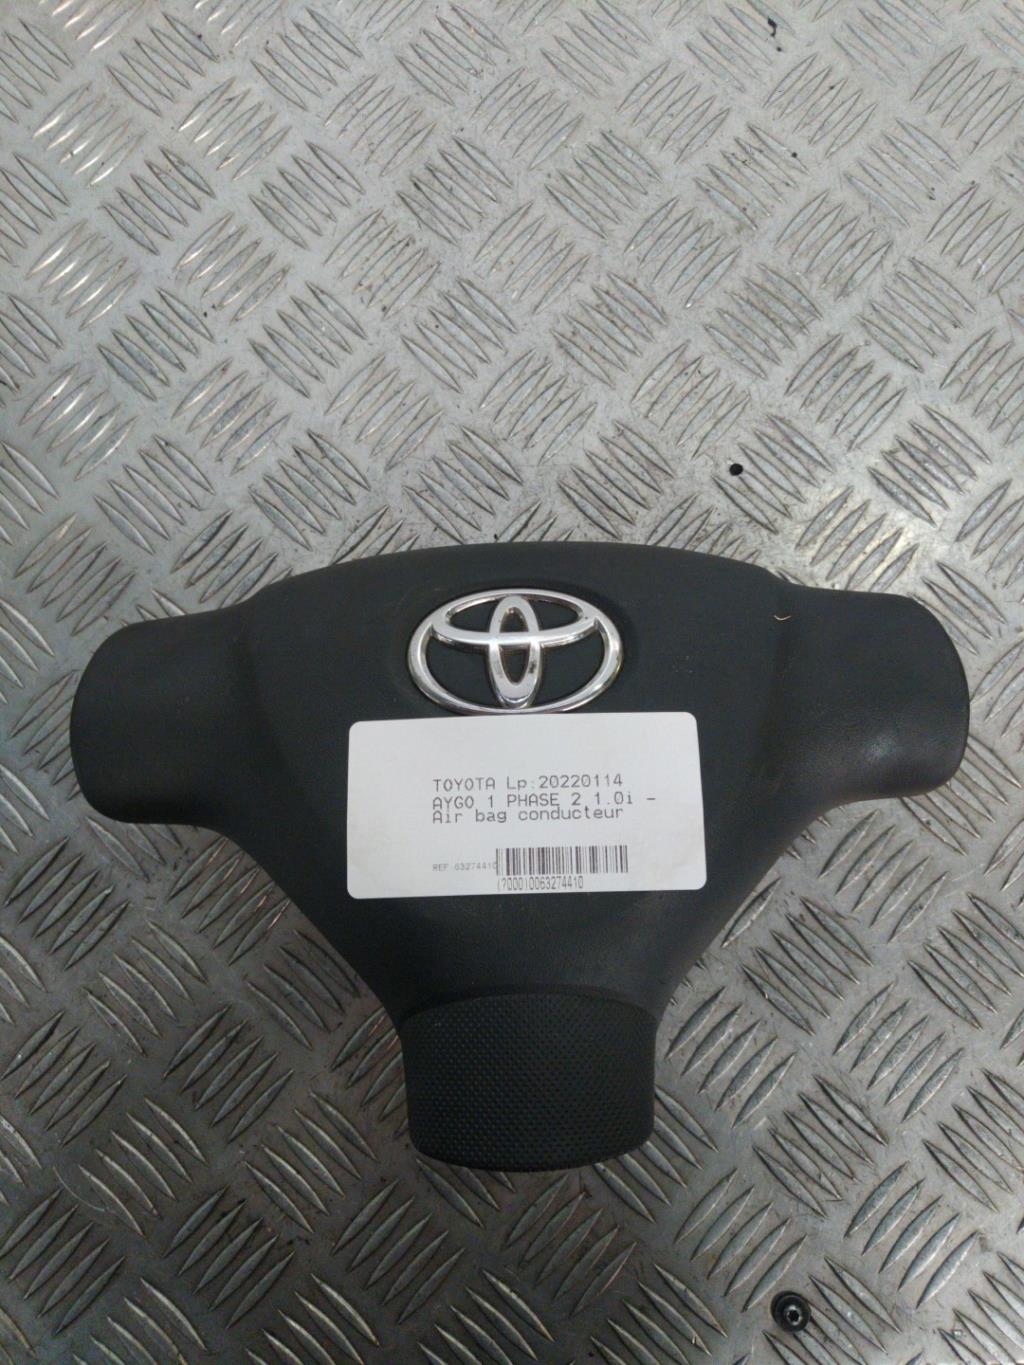 TOYOTA Lp:20220114
AYGO 1 PHASE 2 1.0i -
Air bag conducteur
REF 63274410
(7000)0063274410